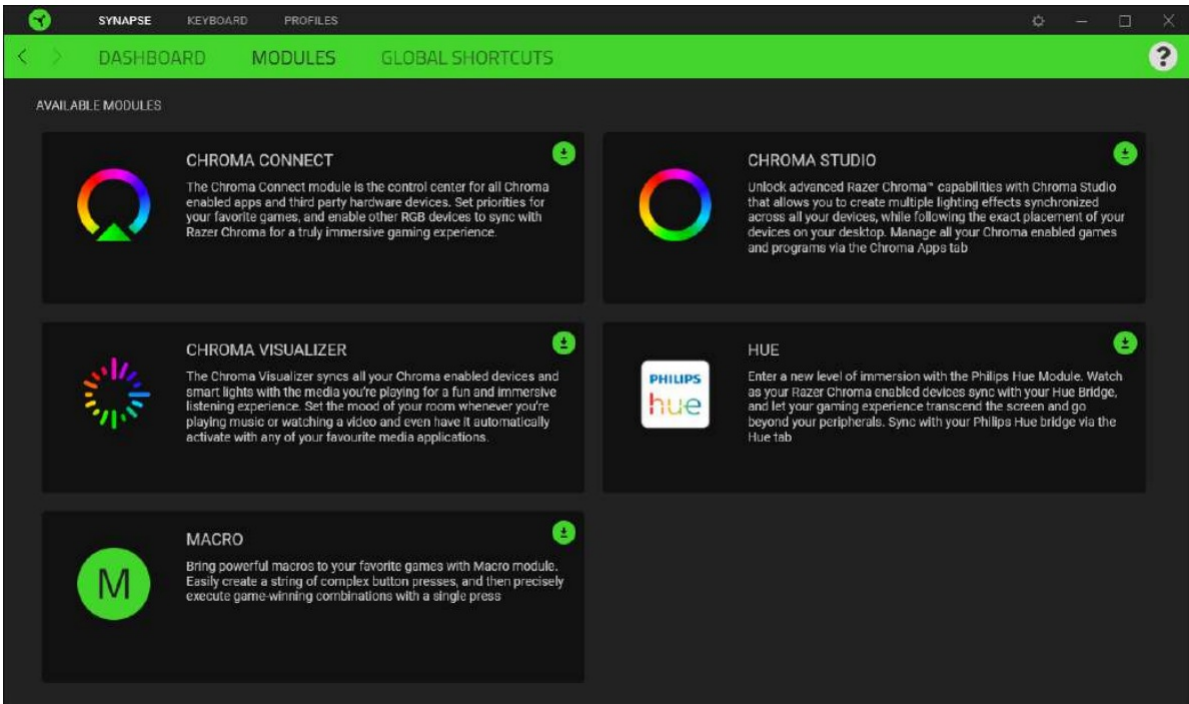 SYNAPSE KEYBOARD PROFILES
DASHBOARD MODULES GLOBAL SHORTCUTS
?
AVAILABLE MODULES
CHROMA CONNECT
The Chroma Connect module is the control center for all Chroma
enabled apps and third party hardware devices. Set priorities for
your favorite games, and enable other RGB devices to sync with
Razer Chroma for a truly immersive gaming experience.
CHROMA STUDIO
Unlock advanced Razer Chroma™ capabilities with Chroma Studio
that allows you to create multiple lighting effects synchronized
across all your devices, while following the exact placement of your
devices on your desktop. Manage all your Chroma enabled games
and programs via the Chroma Apps tab
CHROMA VISUALIZER
The Chroma Visualizer syncs all your Chroma enabled devices and
smart lights with the media you're playing for a fun and immersive
listening experience. Set the mood of your room whenever you're
playing music or watching a video and even have it automatically
activate with any of your favourite media applications.
PHILIPS
hue
HUE
Enter a new level of immersion with the Philips Hue Module. Watch
as your Razer Chroma enabled devices sync with your Hue Bridge,
and let your gaming experience transcend the screen and go
beyond your peripherals. Sync with your Philips Hue bridge via the
Hue tab
M
MACRO
Bring powerful macros to your favorite games with Macro module.
Easily create a string of complex button presses, and then precisely
execute game-winning combinations with a single press